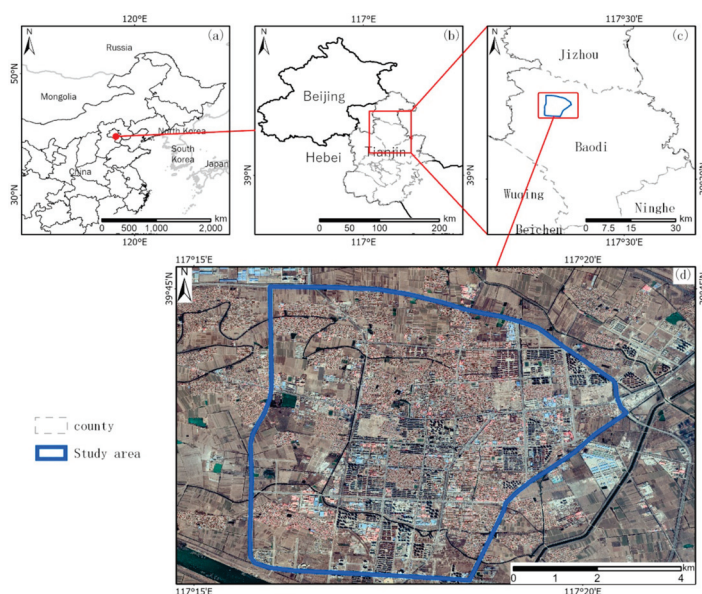 120°E
117°E
117°30'E
(a)
(b)
(c)
N
N
N
Russia
Jizhou
50°N
Beijing
Mongolia
Baodi
North Korea
South
Korea
Japan
China
Hebei
Tianjin
39°N
39°N
30°N
Wuqing
Ninghe
Beichen
km
0 500 1,000 2,000
km
0 50 100 200
km
0 7.5 15 30
120°E
117°E
117°30'E
117°15'E
117°20'E
39°45'N
(d)
N
county
Study area
km
0 1 2 4
117°15'E
117°20'E